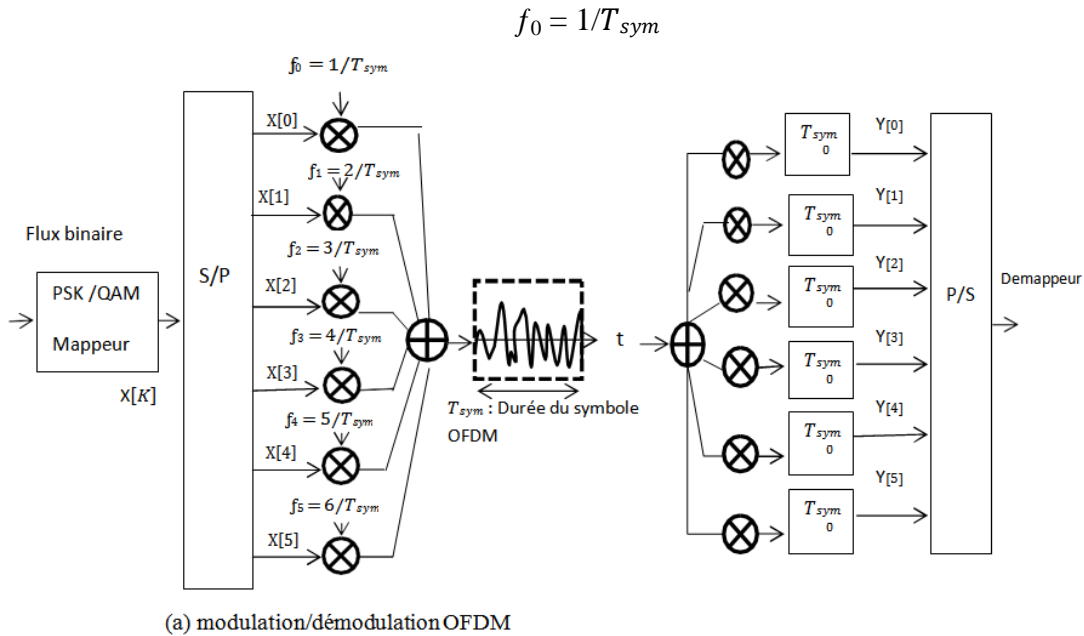 f₀ = 1/Tsym
f₀ = 1/Tsym
X[0]
f₁ = 2/Tsym
X[1]
f₂ = 3/Tsym
X[2]
f₃ = 4/Tsym
X[3]
f₄ = 5/Tsym
X[4]
f₅ = 6/Tsym
X[5]
Flux binaire
PSK /QAM
Mappeur
X[K]
S/P
t
Tsym : Durée du symbole
OFDM
Tsym
0
Y[0]
Tsym
0
Y[1]
Tsym
0
Y[2]
Tsym
0
Y[3]
Tsym
0
Y[4]
Tsym
0
Y[5]
P/S
Demappeur
(a) modulation/démodulation OFDM